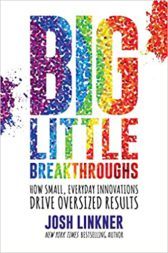 BIG
LITTLE
BREAKTHROUGHS
HOW SMALL, EVERYDAY INNOVATIONS
DRIVE OVERSIZED RESULTS
JOSH LINKNER
NEW YORK TIMES BESTSELLING AUTHOR